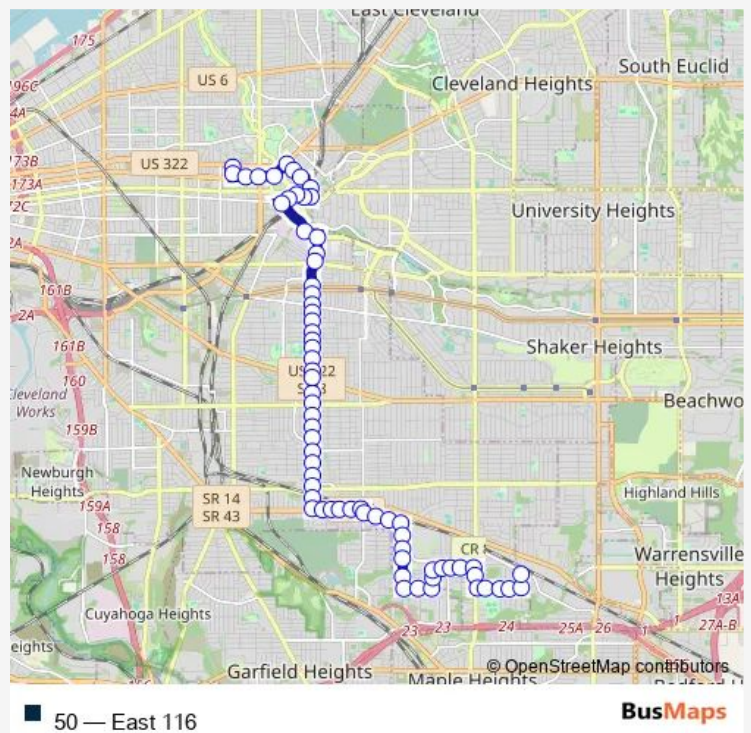 East Cleveland
175
South Euclid
US 6
Cleveland Heights
96C
4A
173B
US 322
173A
72C
University Heights
2A
161B
2A
161B
Shaker Heights
160
Cleveland
Works
Beachwo
159B
Newburgh
Heights
Highland Hills
SR 14
SR 43
159A
158
CR
Warrensville
Heights
158
13A
Cuyahoga Heights
eights
23
23
24
25A
26
1
1
27A-B
Garfield Heights
© OpenStreetMap contributors
Maple Heights
50 — East 116
BusMaps